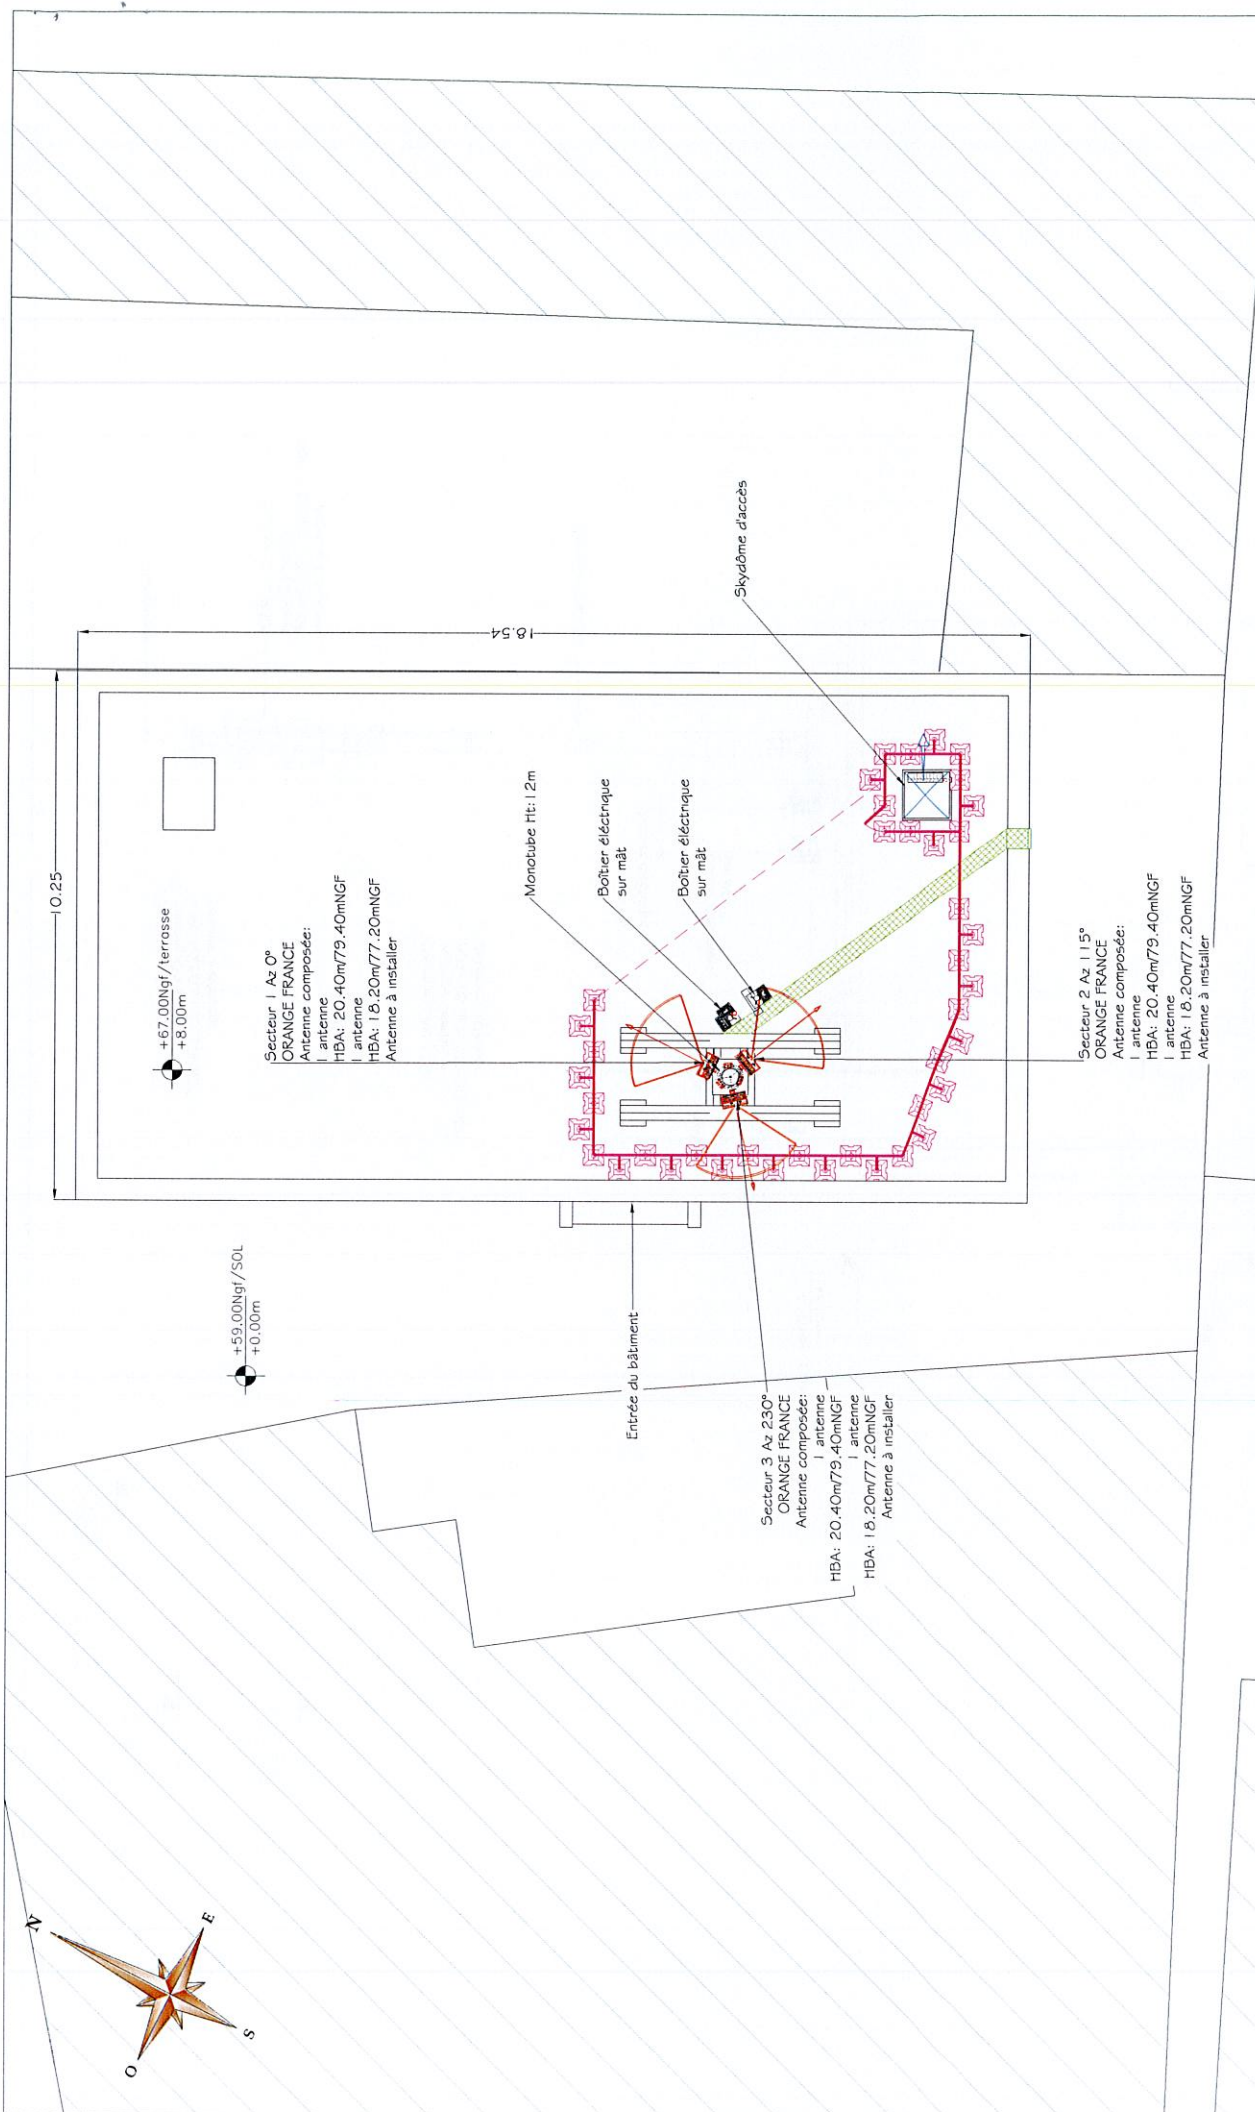 10.25
18.54
+67.00Ngf/terrasse
+8.00m
+59.00Ngf/SOL
+0.00m
Secteur 1 Az 0°
ORANGE FRANCE
Antenne composée:
1 antenne
HBA: 20.40m/79.40mNGF
1 antenne
HBA: 18.20m/77.20mNGF
Antenne à installer
Monotube Ht: 12m
Boîtier éléctrique
sur mât
Boîtier éléctrique
sur mât
Skydôme d'accès
Entrée du bâtiment
Secteur 3 Az 230°
ORANGE FRANCE
Antenne composée:
1 antenne
HBA: 20.40m/79.40mNGF
1 antenne
HBA: 18.20m/77.20mNGF
Antenne à installer
Secteur 2 Az 115°
ORANGE FRANCE
Antenne composée:
1 antenne
HBA: 20.40m/79.40mNGF
1 antenne
HBA: 18.20m/77.20mNGF
Antenne à installer
N
E
O
S